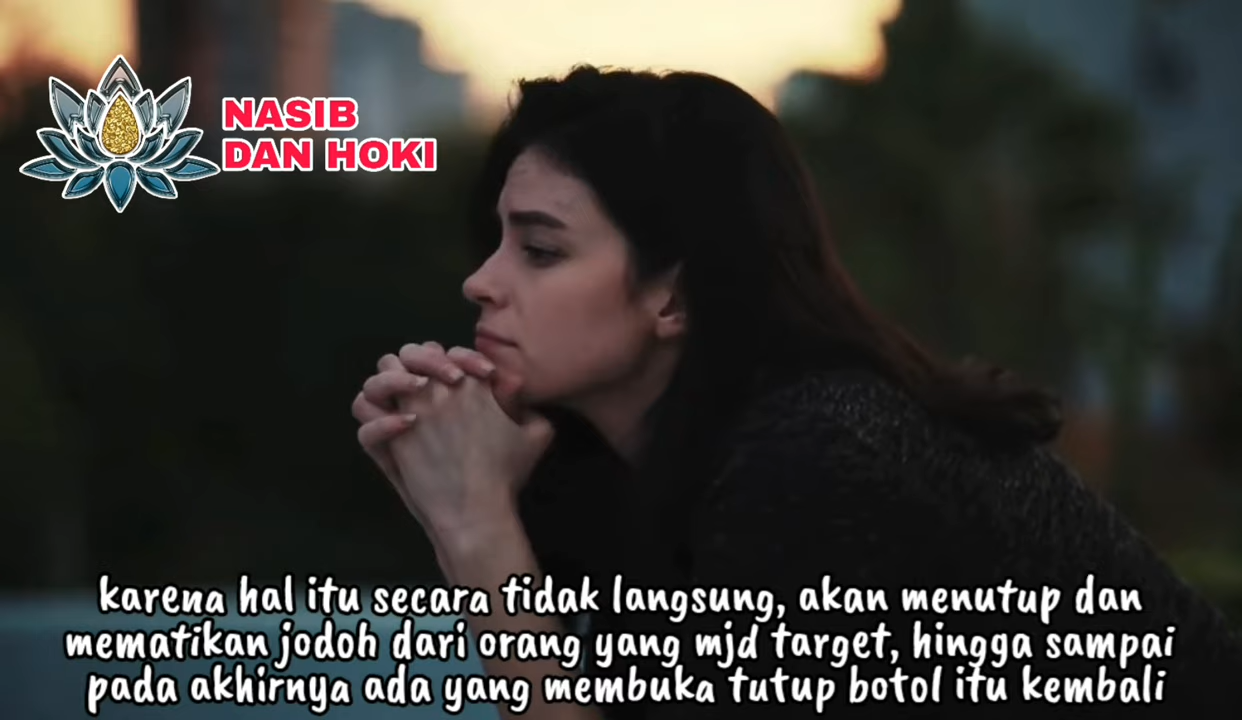 NASIB
DAN HOKI
karena hal itu secara tidak langsung, akan menutup dan
mematikan jodoh dari orang yang mjd target, hingga sampai
pada akhirnya ada yang membuka tutup botol itu kembali